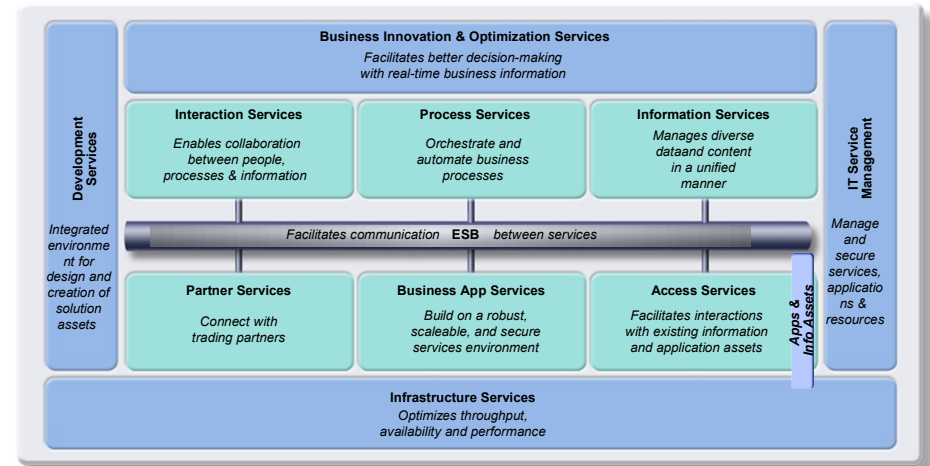 Business Innovation & Optimization Services
Facilitates better decision-making
with real-time business information
Development
Services
Integrated
environme
nt for
design and
creation of
solution
assets
Interaction Services
Enables collaboration
between people,
processes & information
Process Services
Orchestrate and
automate business
processes
Information Services
Manages diverse
dataand content
in a unified
manner
IT Service
Management
Manage
and
secure
services,
applicatio
ns &
resources
Facilitates communication ESB between services
Partner Services
Connect with
trading partners
Business App Services
Build on a robust,
scaleable, and secure
services environment
Access Services
Facilitates interactions
with existing information
and application assets
Apps &
Info Assets
Infrastructure Services
Optimizes throughput,
availability and performance